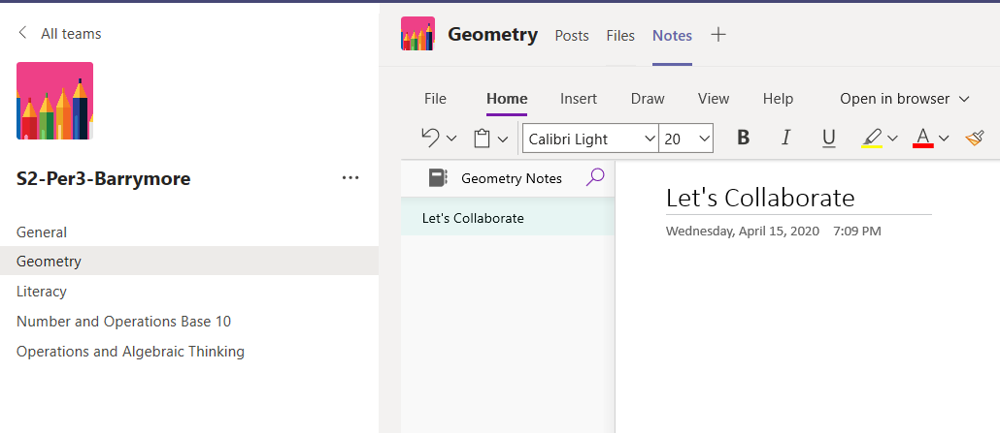 All teams
S2-Per3-Barrymore
General
Geometry
Literacy
Number and Operations Base 10
Operations and Algebraic Thinking
Geometry Posts Files Notes
File Home Insert Draw View Help Open in browser
Calibri Light 20 B I U A
Geometry Notes
Let's Collaborate
Let's Collaborate
Wednesday, April 15, 2020 7:09 PM